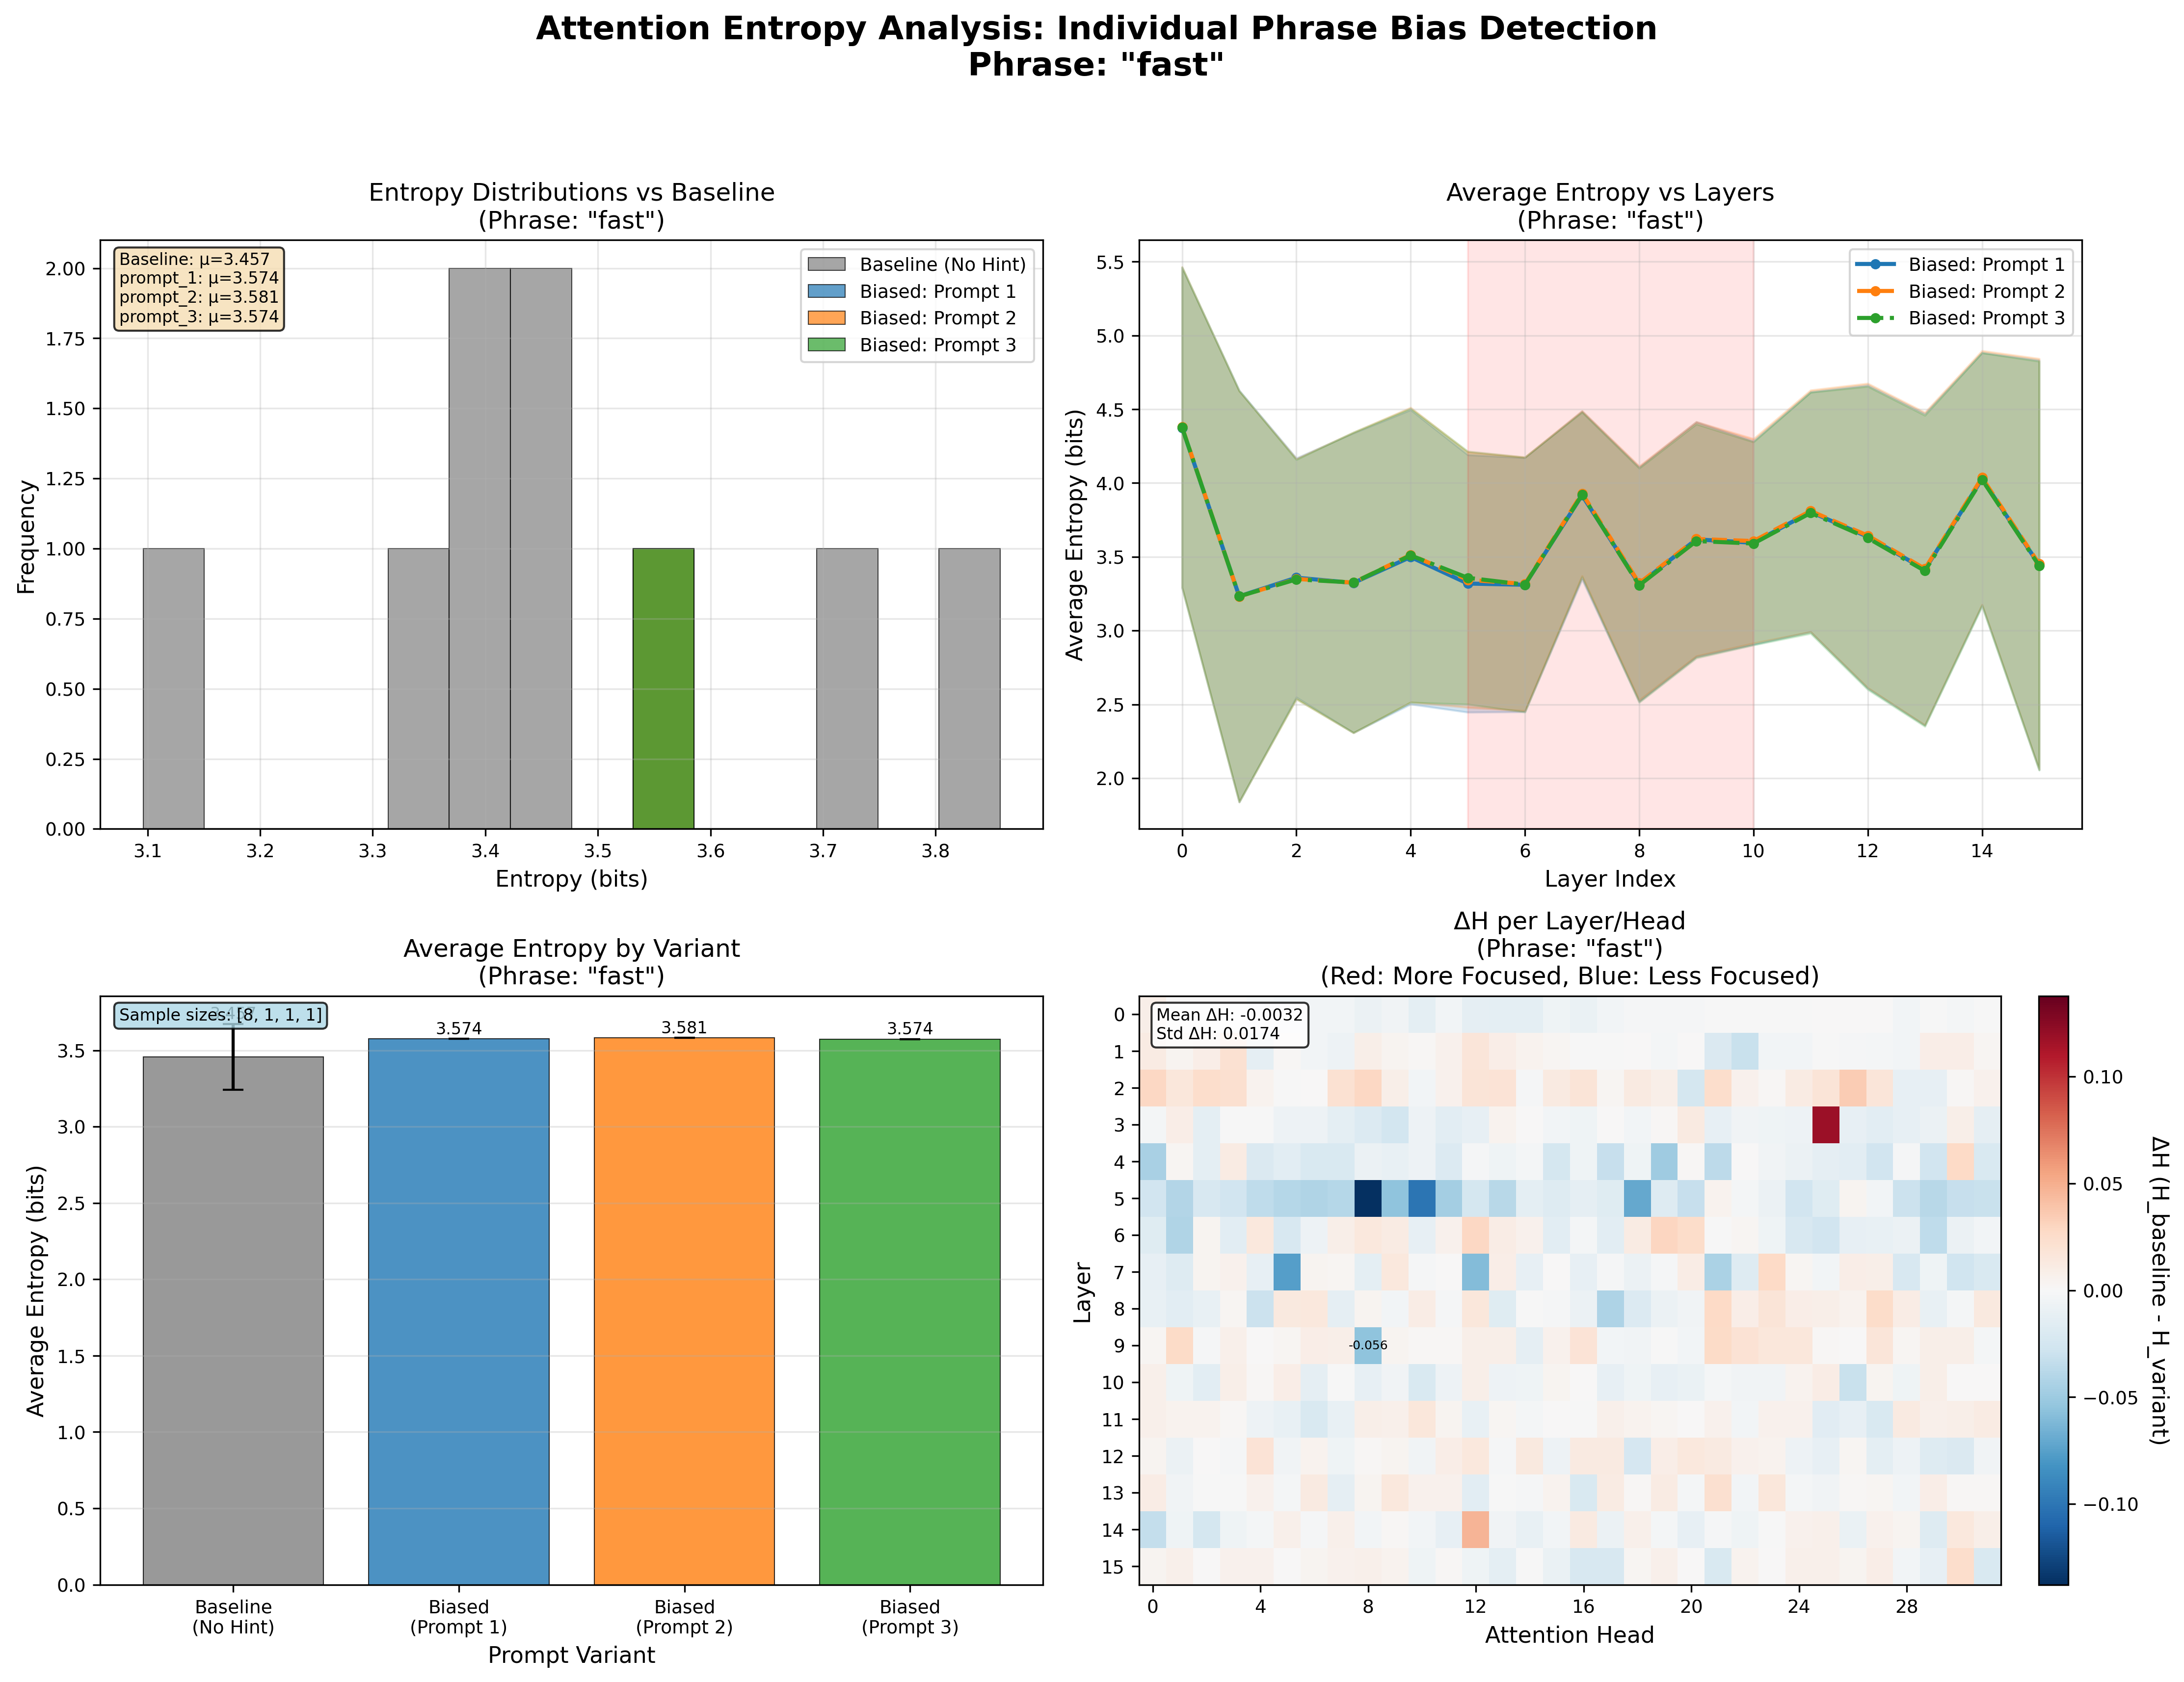 Attention Entropy Analysis: Individual Phrase Bias Detection
Phrase: "fast"
Entropy Distributions vs Baseline
(Phrase: "fast")
Baseline: μ=3.457
prompt_1: μ=3.574
prompt_2: μ=3.581
prompt_3: μ=3.574
Baseline (No Hint)
Biased: Prompt 1
Biased: Prompt 2
Biased: Prompt 3
Frequency
2.00
1.75
1.50
1.25
1.00
0.75
0.50
0.25
0.00
3.1 3.2 3.3 3.4 3.5 3.6 3.7 3.8
Entropy (bits)
Average Entropy vs Layers
(Phrase: "fast")
Biased: Prompt 1
Biased: Prompt 2
Biased: Prompt 3
Average Entropy (bits)
5.5
5.0
4.5
4.0
3.5
3.0
2.5
2.0
0 2 4 6 8 10 12 14
Layer Index
Average Entropy by Variant
(Phrase: "fast")
Sample sizes: [8, 1, 1, 1]
3.574 3.581 3.574
Average Entropy (bits)
3.5
3.0
2.5
2.0
1.5
1.0
0.5
0.0
Baseline
(No Hint)
Biased
(Prompt 1)
Biased
(Prompt 2)
Biased
(Prompt 3)
Prompt Variant
ΔH per Layer/Head
(Phrase: "fast")
(Red: More Focused, Blue: Less Focused)
Mean ΔH: -0.0032
Std ΔH: 0.0174
Layer
0
1
2
3
4
5
6
7
8
9
10
11
12
13
14
15
-0.056
0 4 8 12 16 20 24 28
Attention Head
0.10
0.05
0.00
−0.05
−0.10
ΔH (H_baseline - H_variant)